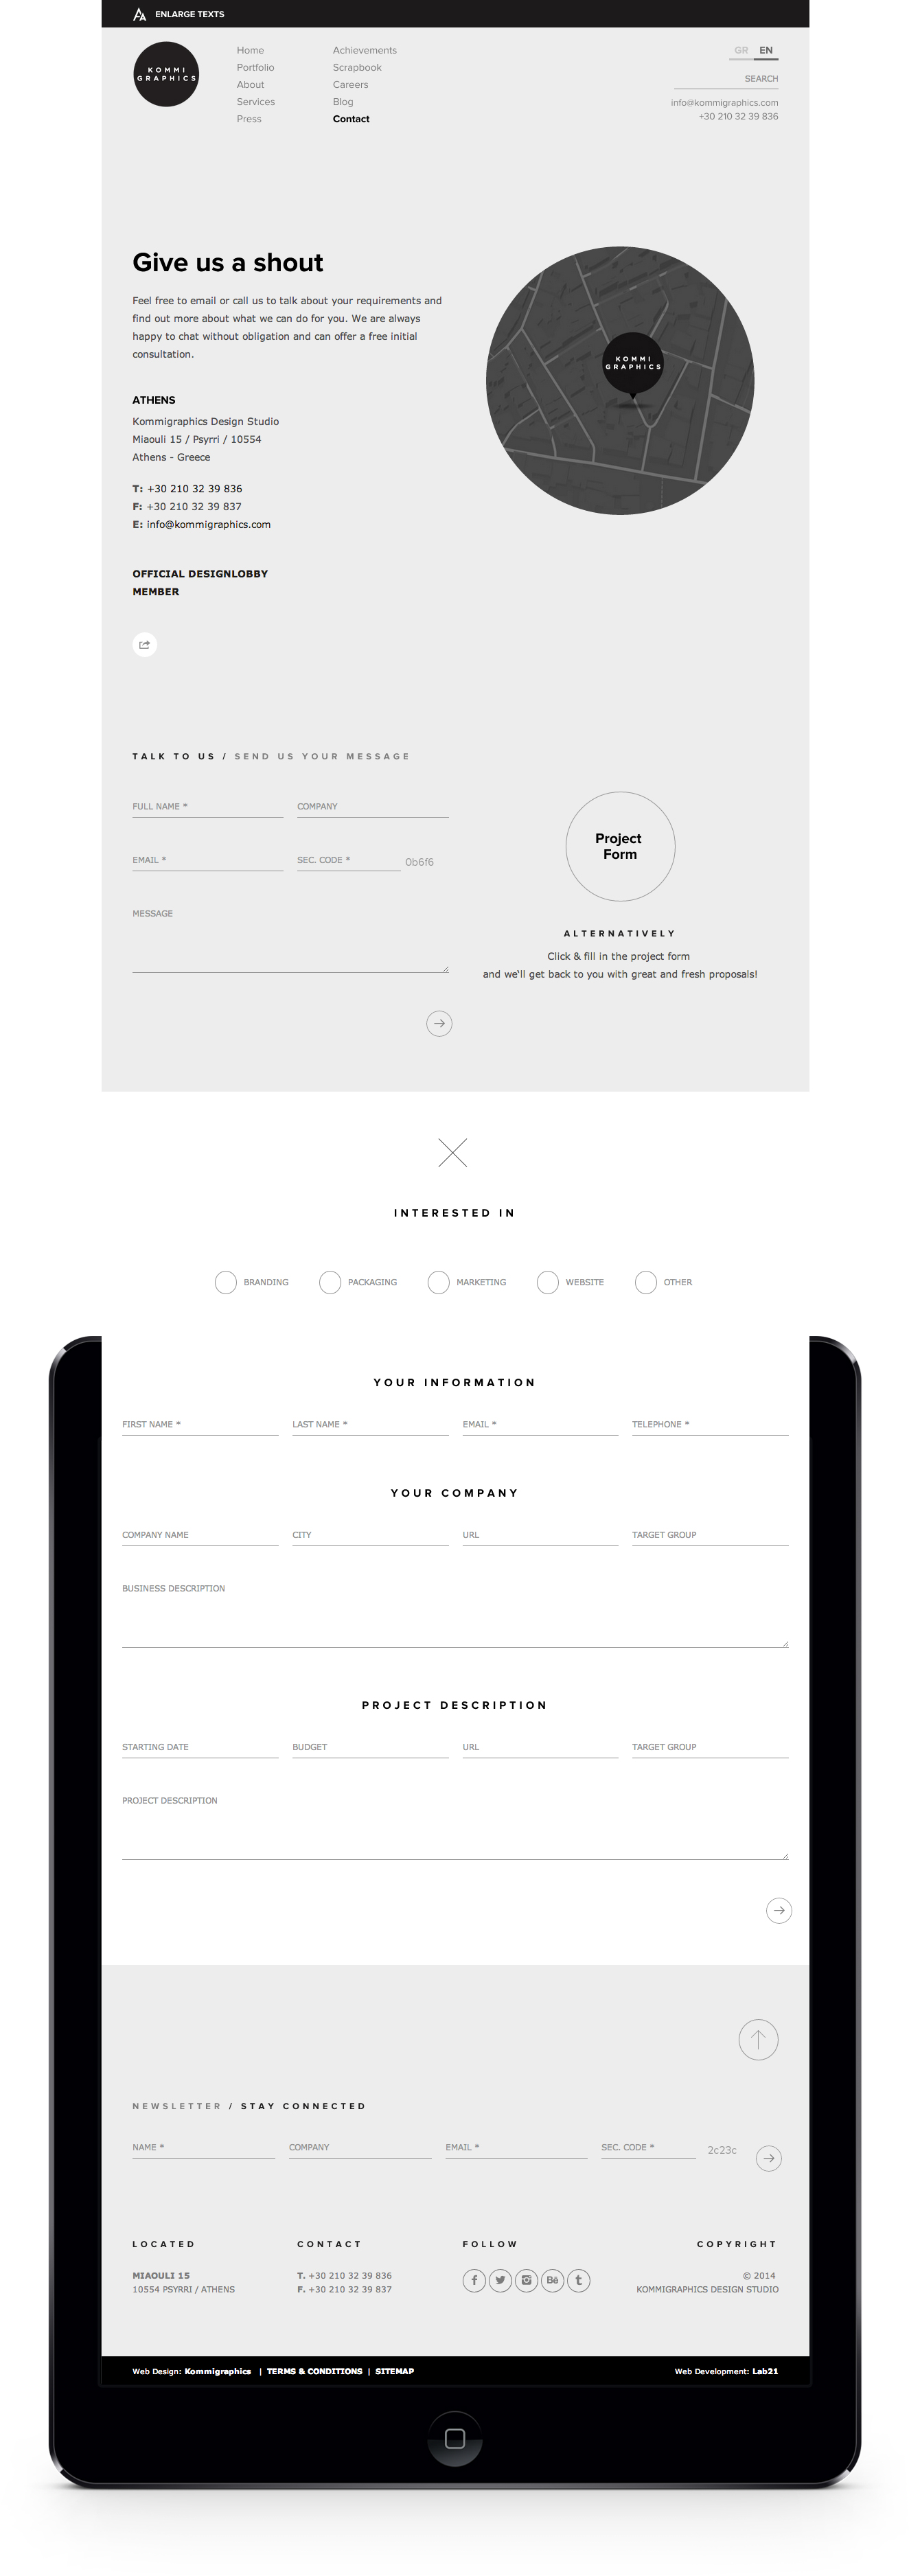 ENLARGE TEXTS
KOMMI
GRAPHICS
Home
Portfolio
About
Services
Press
Achievements
Scrapbook
Careers
Blog
Contact
GR EN
SEARCH
info@kommigraphics.com
+30 210 32 39 836
Give us a shout
Feel free to email or call us to talk about your requirements and
find out more about what we can do for you. We are always
happy to chat without obligation and can offer a free initial
consultation.
KOMMI
GRAPHICS
ATHENS
Kommigraphics Design Studio
Miaouli 15 / Psyrri / 10554
Athens - Greece
T: +30 210 32 39 836
F: +30 210 32 39 837
E: info@kommigraphics.com
OFFICIAL DESIGNLOBBY
MEMBER
TALK TO US / SEND US YOUR MESSAGE
FULL NAME * COMPANY
EMAIL * SEC. CODE * 0b6f6
MESSAGE
Project
Form
ALTERNATIVELY
Click & fill in the project form
and we'll get back to you with great and fresh proposals!
INTERESTED IN
BRANDING PACKAGING MARKETING WEBSITE OTHER
YOUR INFORMATION
FIRST NAME * LAST NAME * EMAIL * TELEPHONE *
YOUR COMPANY
COMPANY NAME CITY URL TARGET GROUP
BUSINESS DESCRIPTION
PROJECT DESCRIPTION
STARTING DATE BUDGET URL TARGET GROUP
PROJECT DESCRIPTION
NEWSLETTER / STAY CONNECTED
NAME * COMPANY EMAIL * SEC. CODE * 2c23c
LOCATED
MIAOULI 15
10554 PSYRRI / ATHENS
CONTACT
T. +30 210 32 39 836
F. +30 210 32 39 837
FOLLOW
f Bē t
COPYRIGHT
© 2014
KOMMIGRAPHICS DESIGN STUDIO
Web Design: Kommigraphics | TERMS & CONDITIONS | SITEMAP
Web Development: Lab21